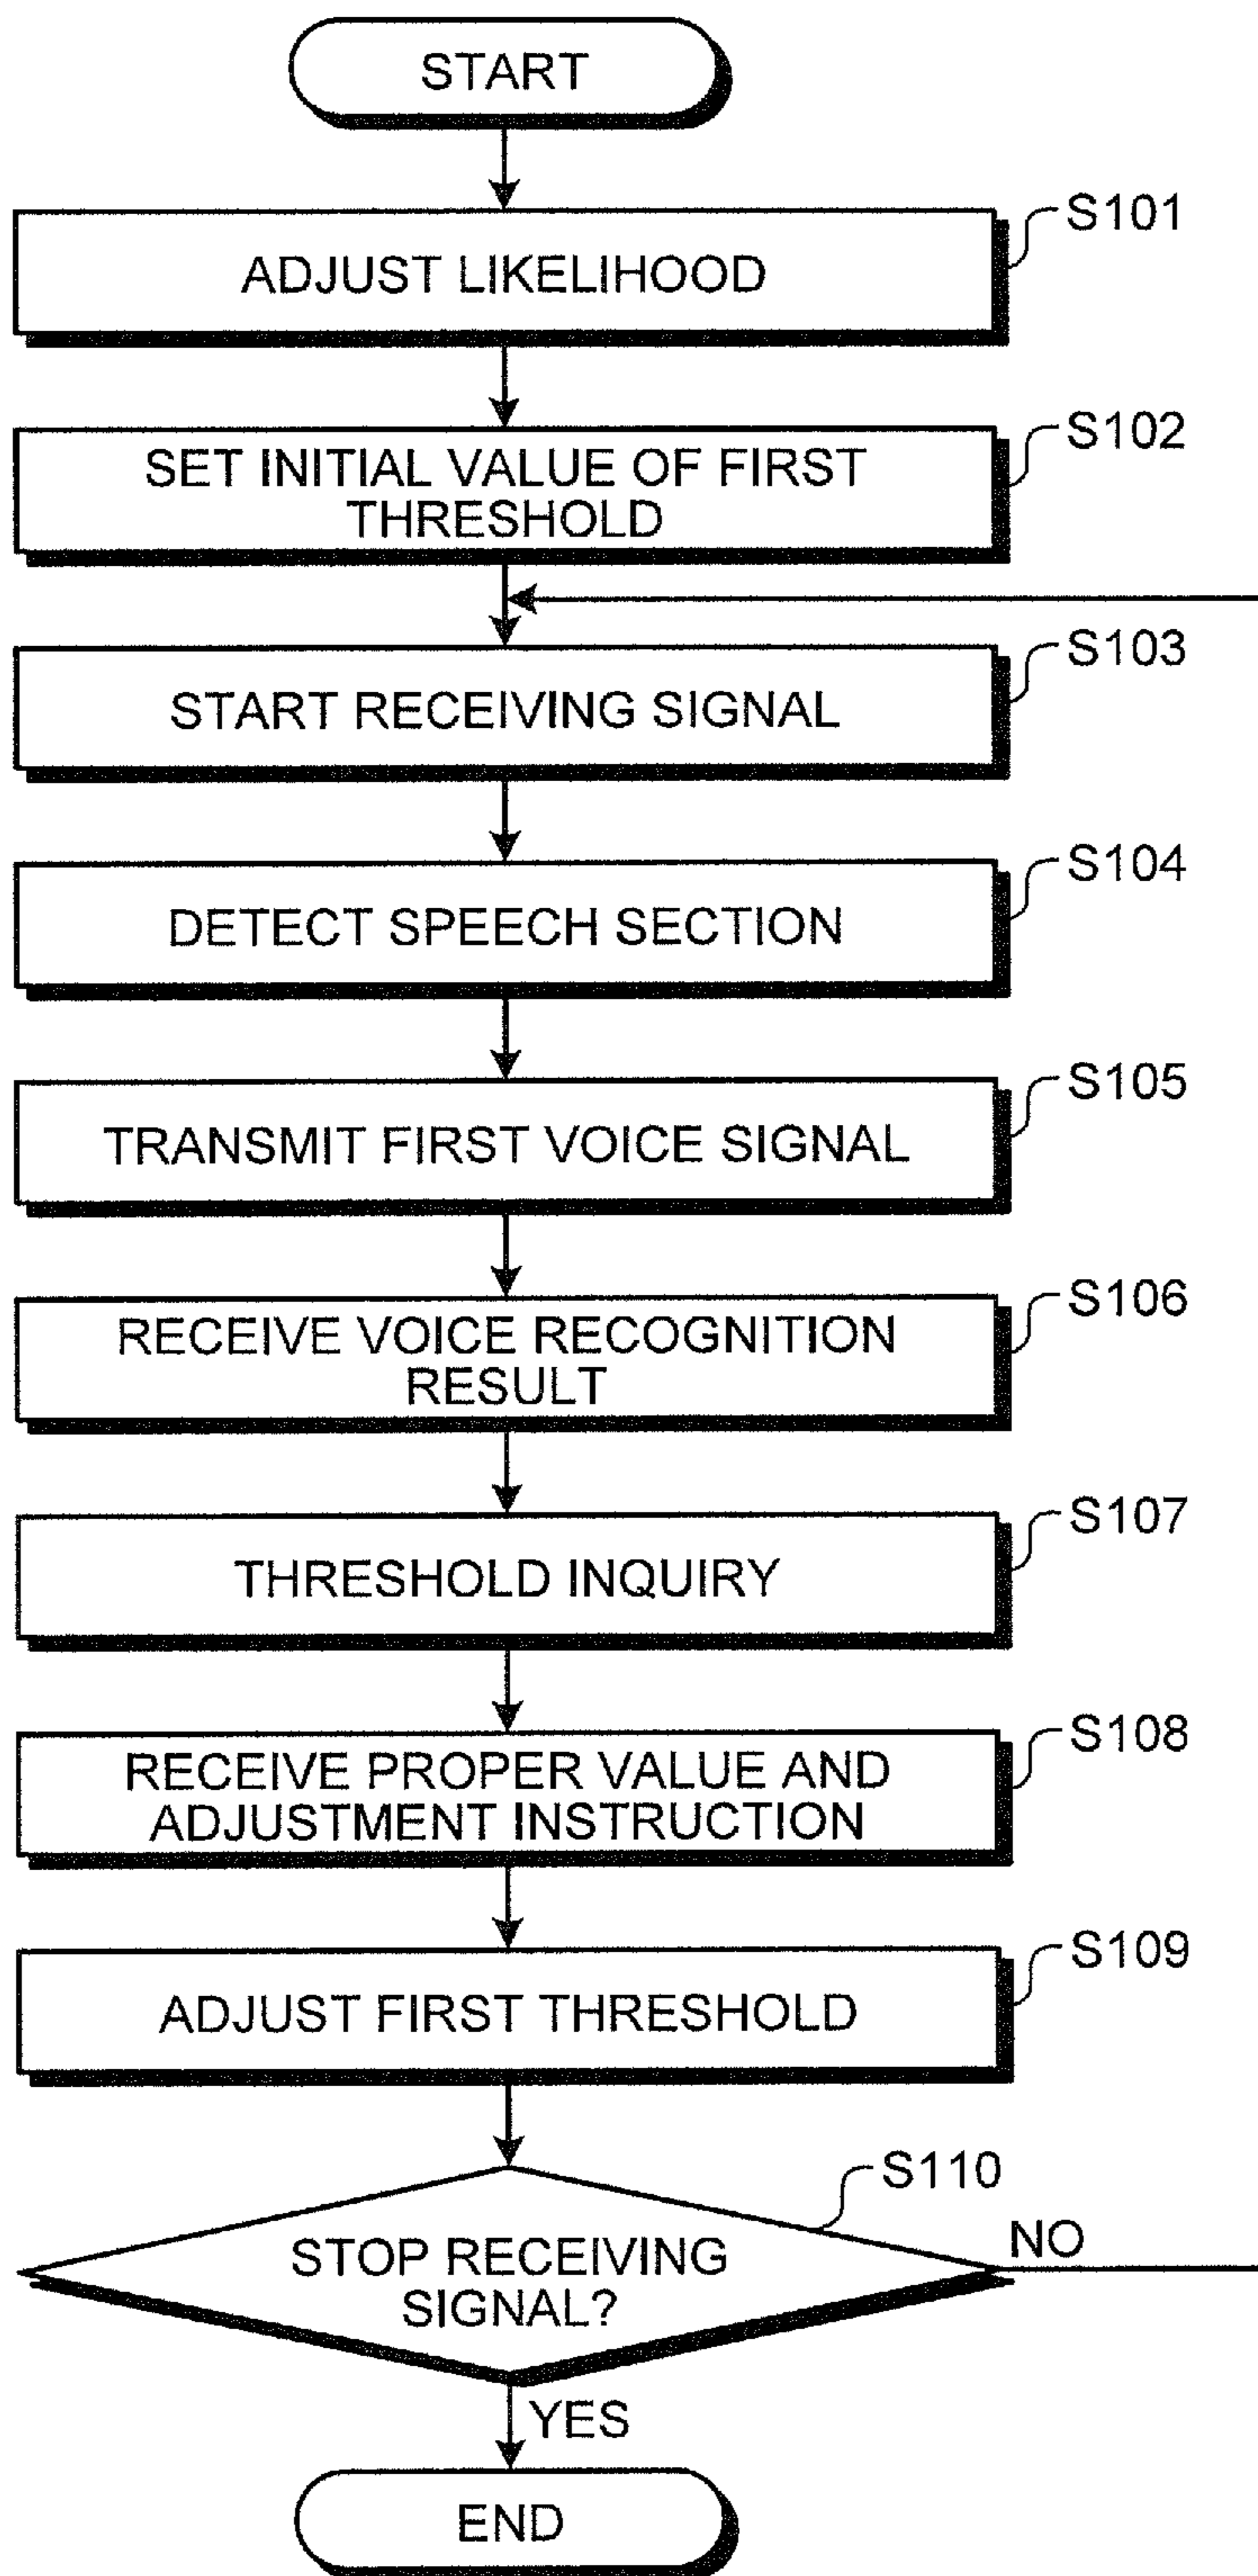 START
S101
ADJUST LIKELIHOOD
S102
SET INITIAL VALUE OF FIRST
THRESHOLD
S103
START RECEIVING SIGNAL
S104
DETECT SPEECH SECTION
S105
TRANSMIT FIRST VOICE SIGNAL
S106
RECEIVE VOICE RECOGNITION
RESULT
S107
THRESHOLD INQUIRY
S108
RECEIVE PROPER VALUE AND
ADJUSTMENT INSTRUCTION
S109
ADJUST FIRST THRESHOLD
S110
STOP RECEIVING
SIGNAL?
NO
YES
END